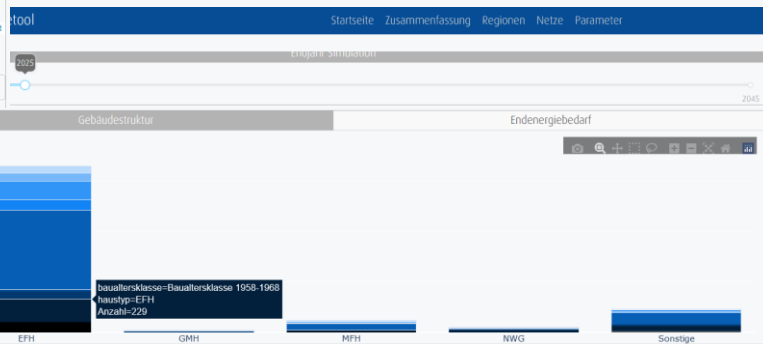 etool
Startseite Zusammenfassung Regionen Netze Parameter
Endjahr Simulation
2025
2045
Gebäudestruktur
Endenergiebedarf
baualtersklasse=Baualtersklasse 1958-1968
haustyp=EFH
Anzahl=229
EFH
GMH
MFH
NWG
Sonstige